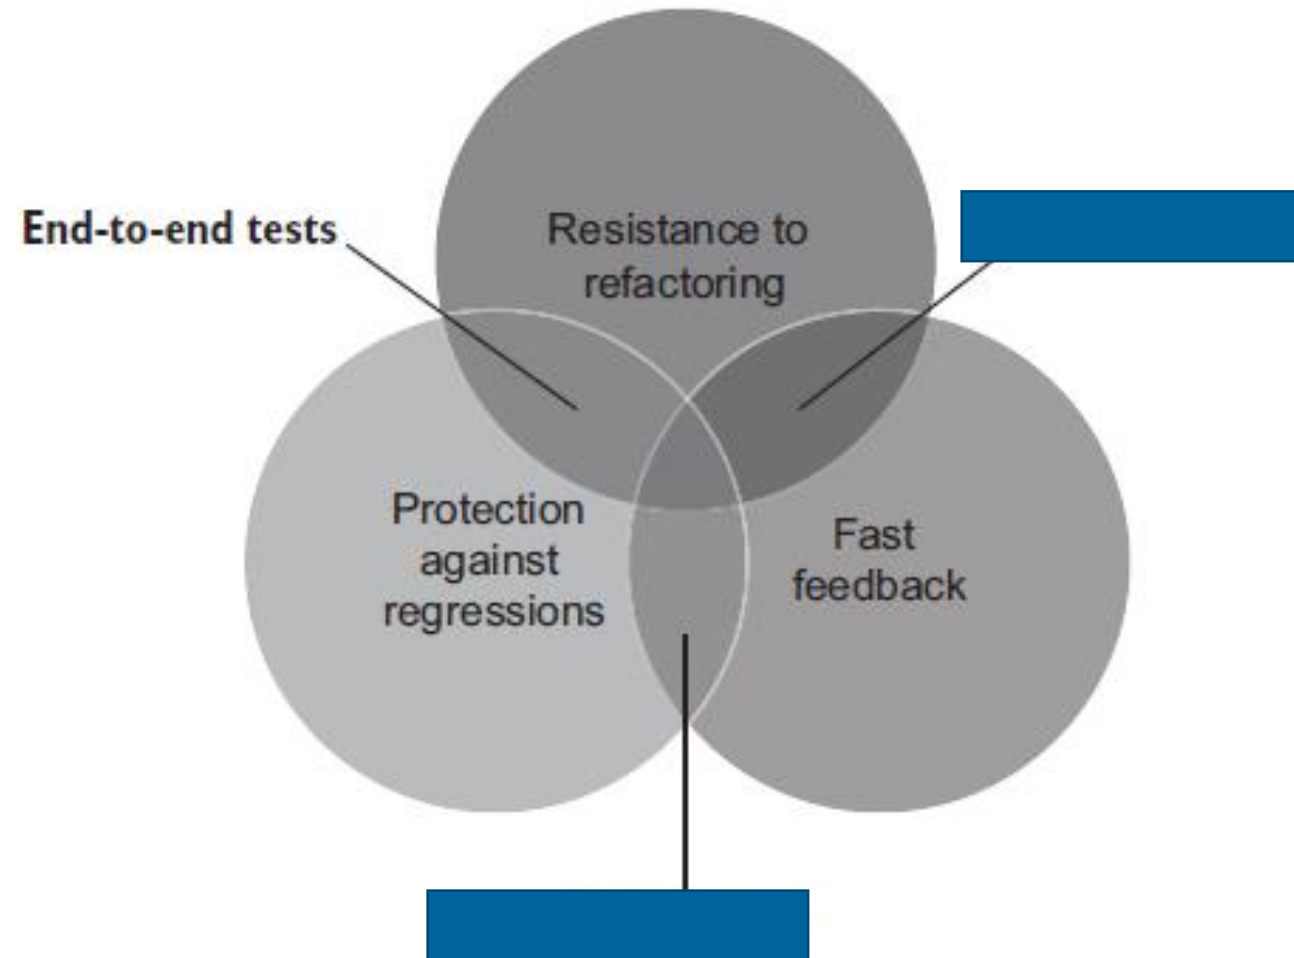 End-to-end tests
Resistance to
refactoring
Protection
against
regressions
Fast
feedback